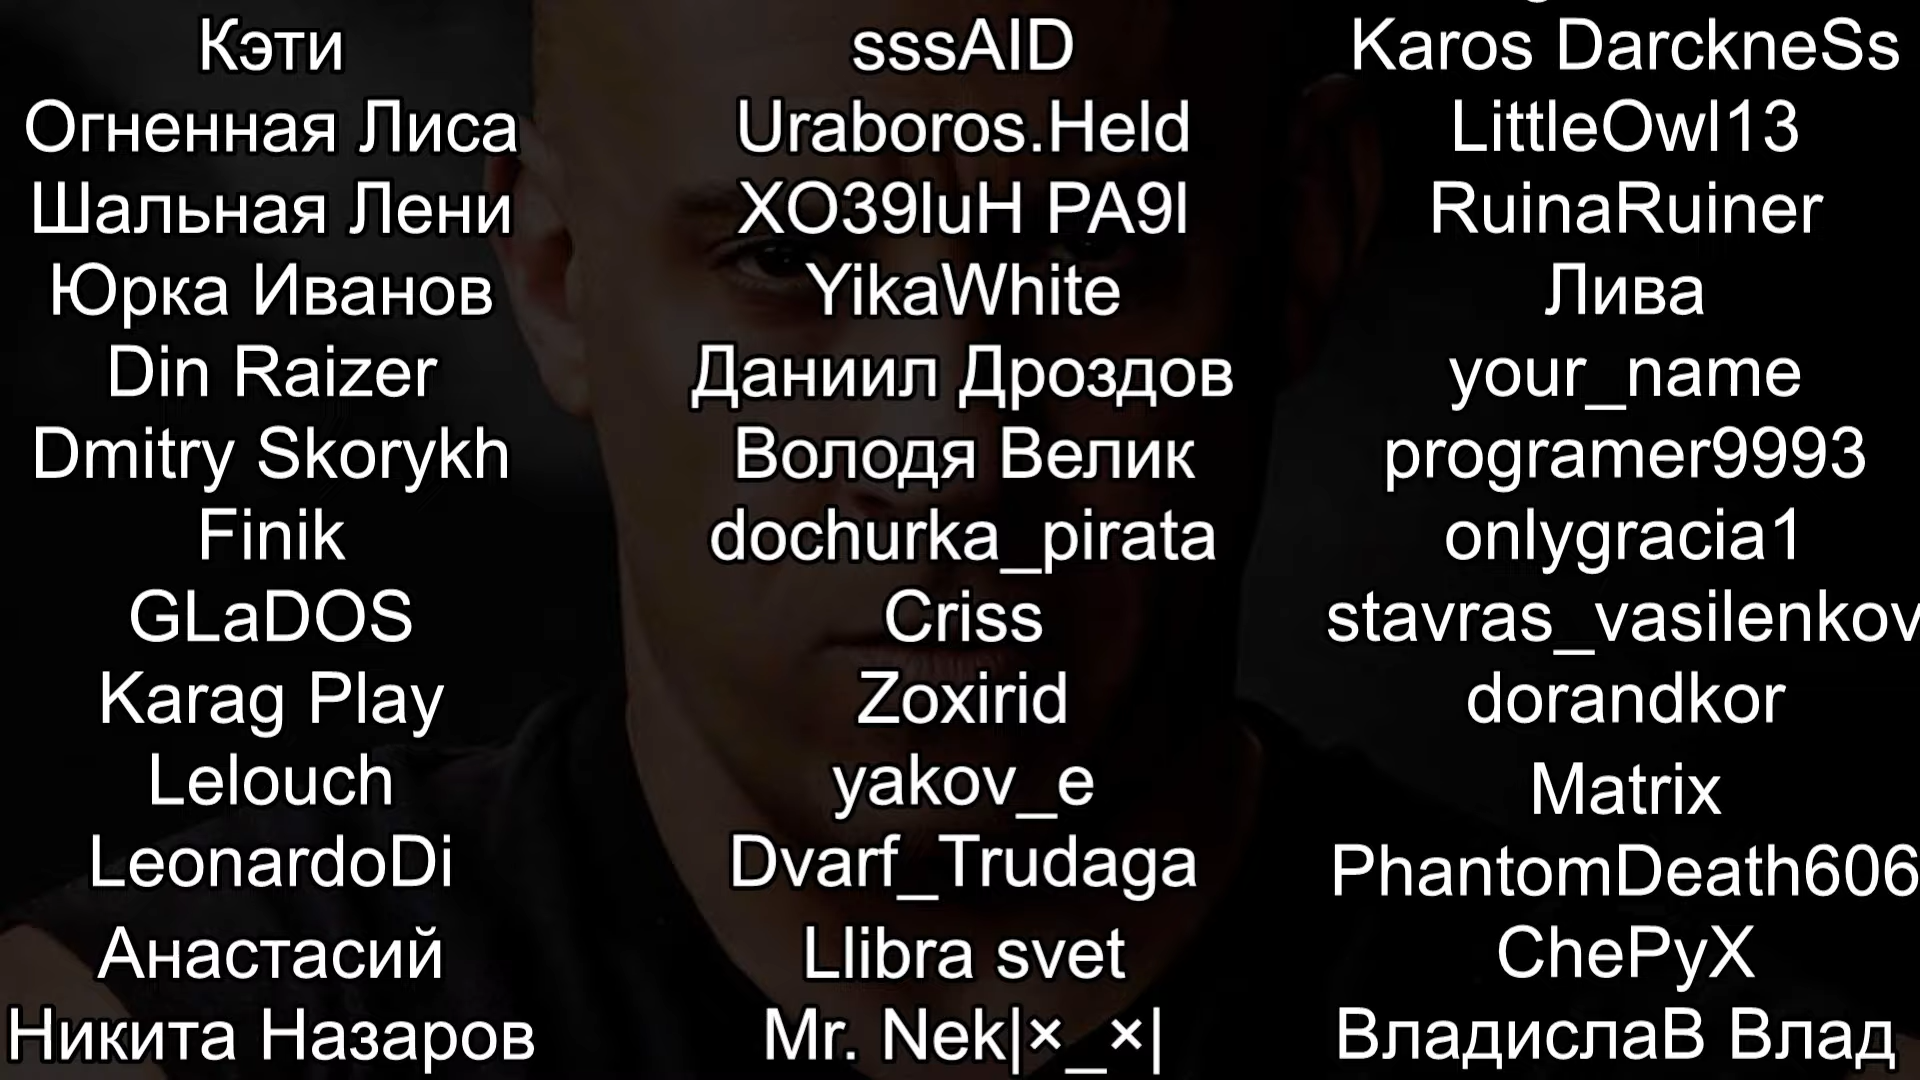 Кэти
Огненная Лиса
Шальная Лени
Юрка Иванов
Din Raizer
Dmitry Skorykh
Finik
GLaDOS
Karag Play
Lelouch
LeonardoDi
Анастасий
Никита Назаров
sssAID
Uraboros.Held
XO39luH PA9l
YikaWhite
Даниил Дроздов
Володя Велик
dochurka_pirata
Criss
Zoxirid
yakov_e
Dvarf_Trudaga
Llibra svet
Mr. Nek|×_×|
Karos DarckneSs
LittleOwl13
RuinaRuiner
Лива
your_name
programer9993
onlygracia1
stavras_vasilenkov
dorandkor
Matrix
PhantomDeath606
ChePyX
ВладислаВ Влад